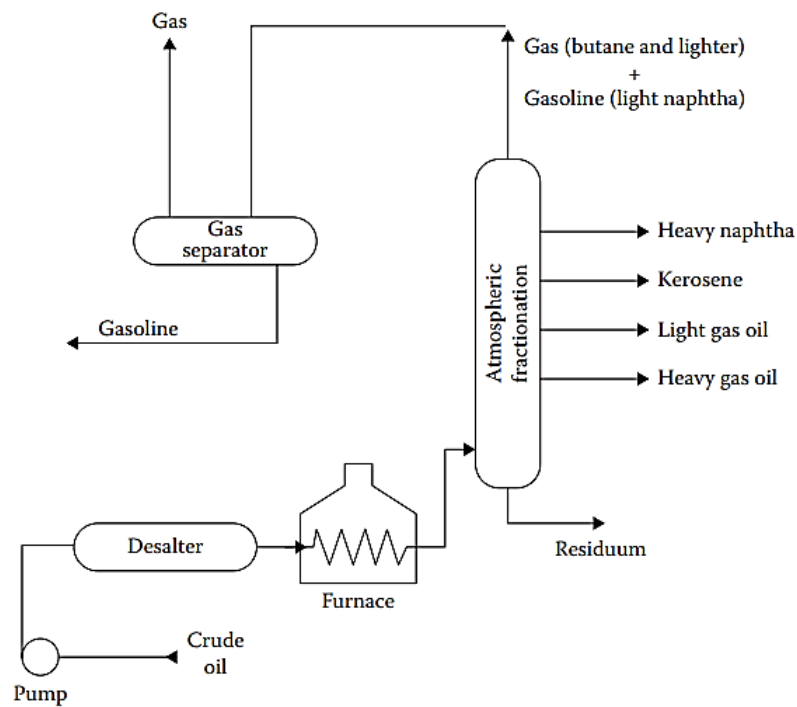 Gas
Gas (butane and lighter)
+
Gasoline (light naphtha)
Gas
separator
Heavy naphtha
Kerosene
Atmospheric
fractionation
Light gas oil
Gasoline
Heavy gas oil
Desalter
Residuum
Furnace
Crude
oil
Pump